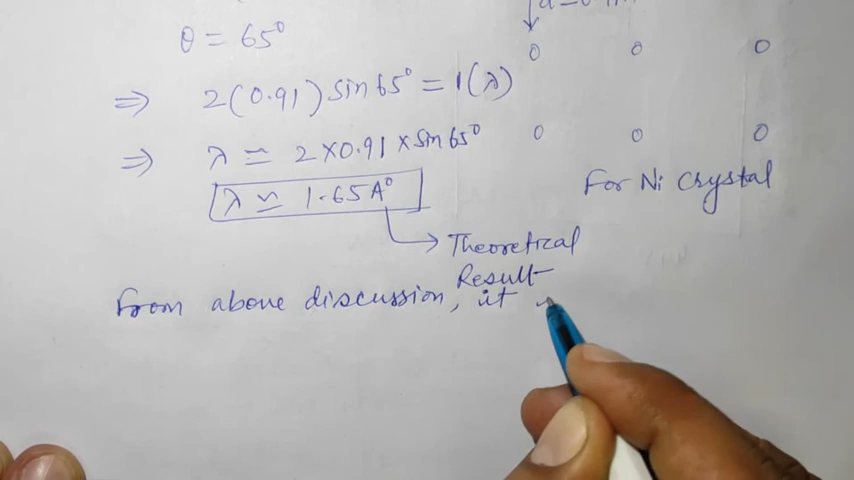 θ = 65°
⇒ 2(0.91) sin 65° = 1(λ)
⇒ λ ≃ 2×0.91×sin 65°
λ ≃ 1.65A°
Theoretical
Result
From above discussion, it
o o o
o o o
For Ni Crystal